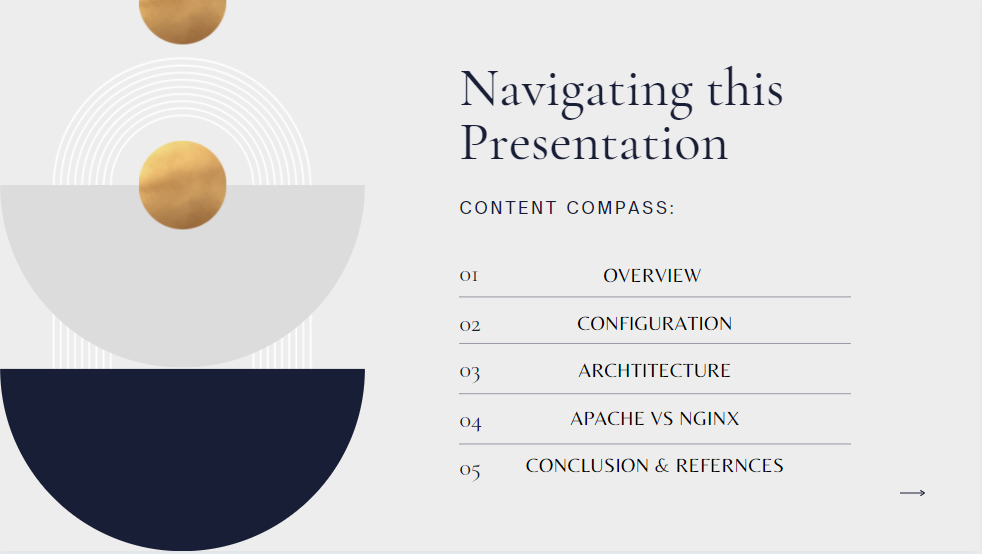 Navigating this
Presentation
CONTENT COMPASS:
01 OVERVIEW
02 CONFIGURATION
03 ARCHTITECTURE
04 APACHE VS NGINX
05 CONCLUSION & REFERNCES